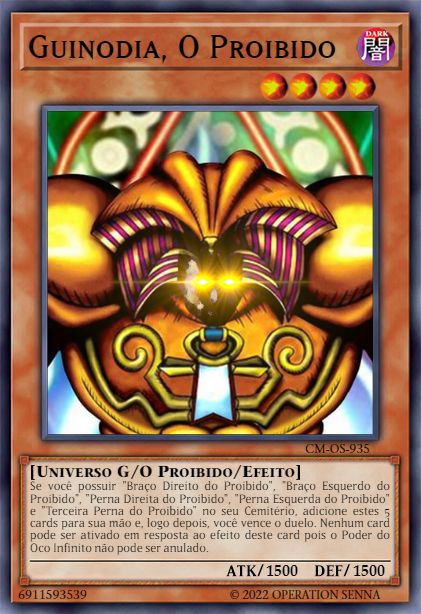 Guinodia, O Proibido
DARK
闇
CM-OS-935
[Universo G/O Proibido/Efeito]
Se você possuir "Braço Direito do Proibido", "Braço Esquerdo do
Proibido", "Perna Direita do Proibido", "Perna Esquerda do Proibido"
e "Terceira Perna do Proibido" no seu Cemitério, adicione estes 5
cards para sua mão e, logo depois, você vence o duelo. Nenhum card
pode ser ativado em resposta ao efeito deste card pois o Poder do
Oco Infinito não pode ser anulado.
ATK/1500 DEF/1500
6911593539 © 2022 OPERATION SENNA